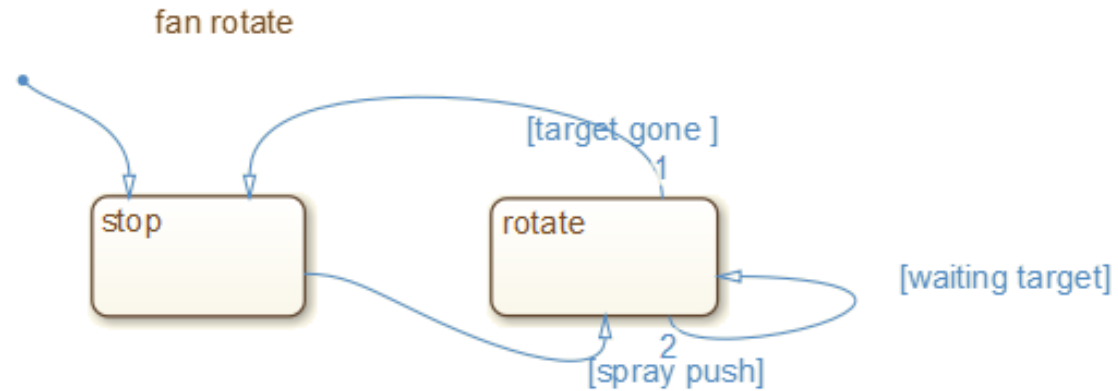 fan rotate
[target gone ]
1
stop
rotate
[waiting target]
2
[spray push]